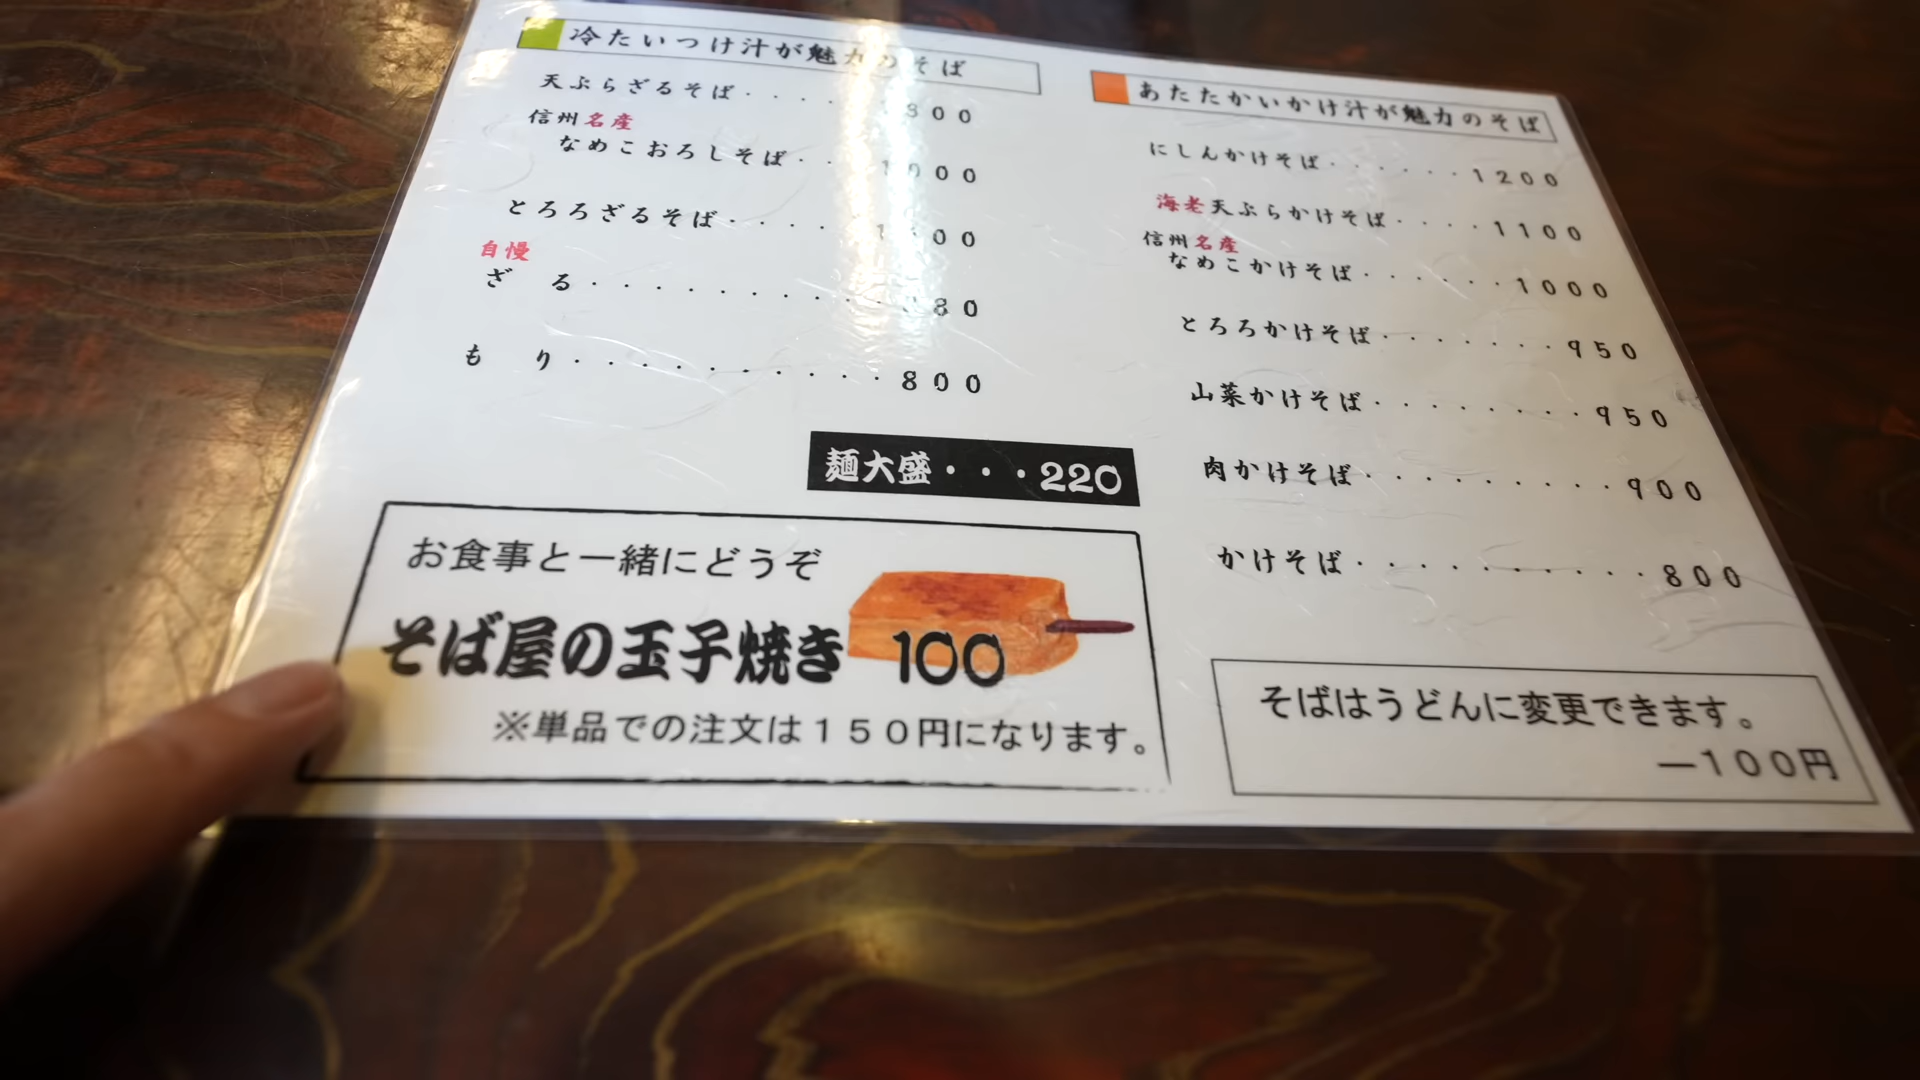 冷たいつけ汁が魅力のそば
天ぷらざるそば・・・・ 300
信州名産
なめこおろしそば・・ 1000
とろろざるそば・・・・・ 00
自慢
ざる・・・・・・・・・・ 80
もり・・・・・・・・・・800
麺大盛・・・220
お食事と一緒にどうぞ
そば屋の玉子焼き 100
※単品での注文は150円になります。
あたたかいかけ汁が魅力のそば
にしんかけそば・・・・・・1200
海老天ぷらかけそば・・・・1100
信州名産
なめこかけそば・・・・・・1000
とろろかけそば・・・・・・・950
山菜かけそば・・・・・・・・950
肉かけそば・・・・・・・・・900
かけそば・・・・・・・・・・800
そばはうどんに変更できます。
―100円